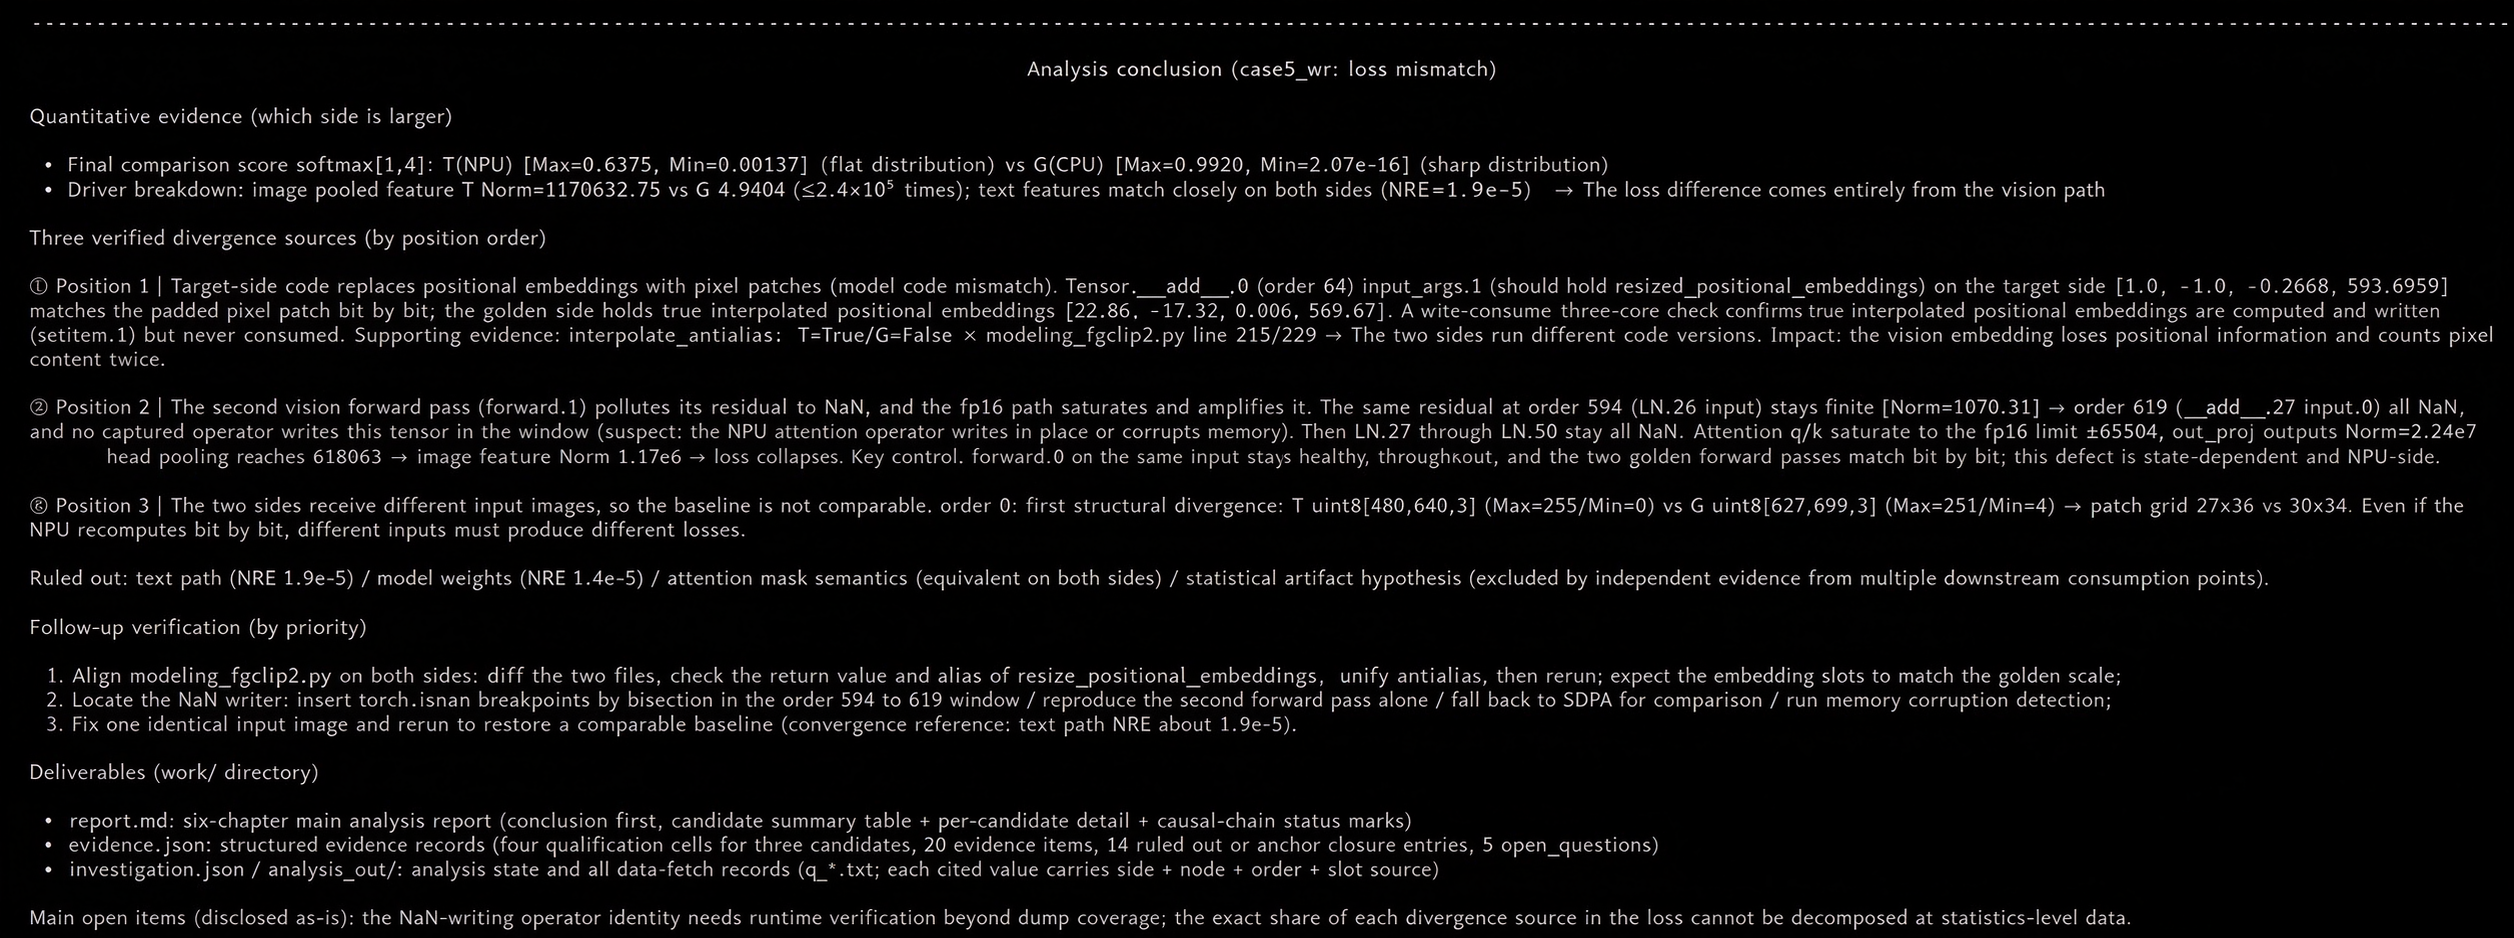 Analysis conclusion (case5_wr: loss mismatch)
Quantitative evidence (which side is larger)
• Final comparison score softmax[1,4]: T(NPU) [Max=0.6375, Min=0.00137] (flat distribution) vs G(CPU) [Max=0.9920, Min=2.07e-16] (sharp distribution)
• Driver breakdown: image pooled feature T Norm=1170632.75 vs G 4.9404 (≤2.4×10⁵ times); text features match closely on both sides (NRE=1.9e-5) → The loss difference comes entirely from the vision path
Three verified divergence sources (by position order)
① Position 1 | Target-side code replaces positional embeddings with pixel patches (model code mismatch). Tensor.__add__.0 (order 64) input_args.1 (should hold resized_positional_embeddings) on the target side [1.0, -1.0, -0.2668, 593.6959]
matches the padded pixel patch bit by bit; the golden side holds true interpolated positional embeddings [22.86, -17.32, 0.006, 569.67]. A wite-consume three-core check confirms true interpolated positional embeddings are computed and written
(setitem.1) but never consumed. Supporting evidence: interpolate_antialias: T=True/G=False × modeling_fgclip2.py line 215/229 → The two sides run different code versions. Impact: the vision embedding loses positional information and counts pixel
content twice.
② Position 2 | The second vision forward pass (forward.1) pollutes its residual to NaN, and the fp16 path saturates and amplifies it. The same residual at order 594 (LN.26 input) stays finite [Norm=1070.31] → order 619 (__add__.27 input.0) all NaN,
and no captured operator writes this tensor in the window (suspect: the NPU attention operator writes in place or corrupts memory). Then LN.27 through LN.50 stay all NaN. Attention q/k saturate to the fp16 limit ±65504, out_proj outputs Norm=2.24e7
head pooling reaches 618063 → image feature Norm 1.17e6 → loss collapses. Key control. forward.0 on the same input stays healthy, throughout, and the two golden forward passes match bit by bit; this defect is state-dependent and NPU-side.
Position 3 | The two sides receive different input images, so the baseline is not comparable. order 0: first structural divergence: T uint8[480,640,3] (Max=255/Min=0) vs G uint8[627,699,3] (Max=251/Min=4) → patch grid 27x36 vs 30x34. Even if the
NPU recomputes bit by bit, different inputs must produce different losses.
Ruled out: text path (NRE 1.9e-5) / model weights (NRE 1.4e-5) / attention mask semantics (equivalent on both sides) / statistical artifact hypothesis (excluded by independent evidence from multiple downstream consumption points).
Follow-up verification (by priority)
1. Align modeling_fgclip2.py on both sides: diff the two files, check the return value and alias of resize_positional_embeddings, unify antialias, then rerun; expect the embedding slots to match the golden scale;
2. Locate the NaN writer: insert torch.isnan breakpoints by bisection in the order 594 to 619 window / reproduce the second forward pass alone / fall back to SDPA for comparison / run memory corruption detection;
3. Fix one identical input image and rerun to restore a comparable baseline (convergence reference: text path NRE about 1.9e-5).
Deliverables (work/ directory)
• report.md: six-chapter main analysis report (conclusion first, candidate summary table + per-candidate detail + causal-chain status marks)
• evidence.json: structured evidence records (four qualification cells for three candidates, 20 evidence items, 14 ruled out or anchor closure entries, 5 open_questions)
• investigation.json / analysis_out/: analysis state and all data-fetch records (q_*.txt; each cited value carries side + node + order + slot source)
Main open items (disclosed as-is): the NaN-writing operator identity needs runtime verification beyond dump coverage; the exact share of each divergence source in the loss cannot be decomposed at statistics-level data.